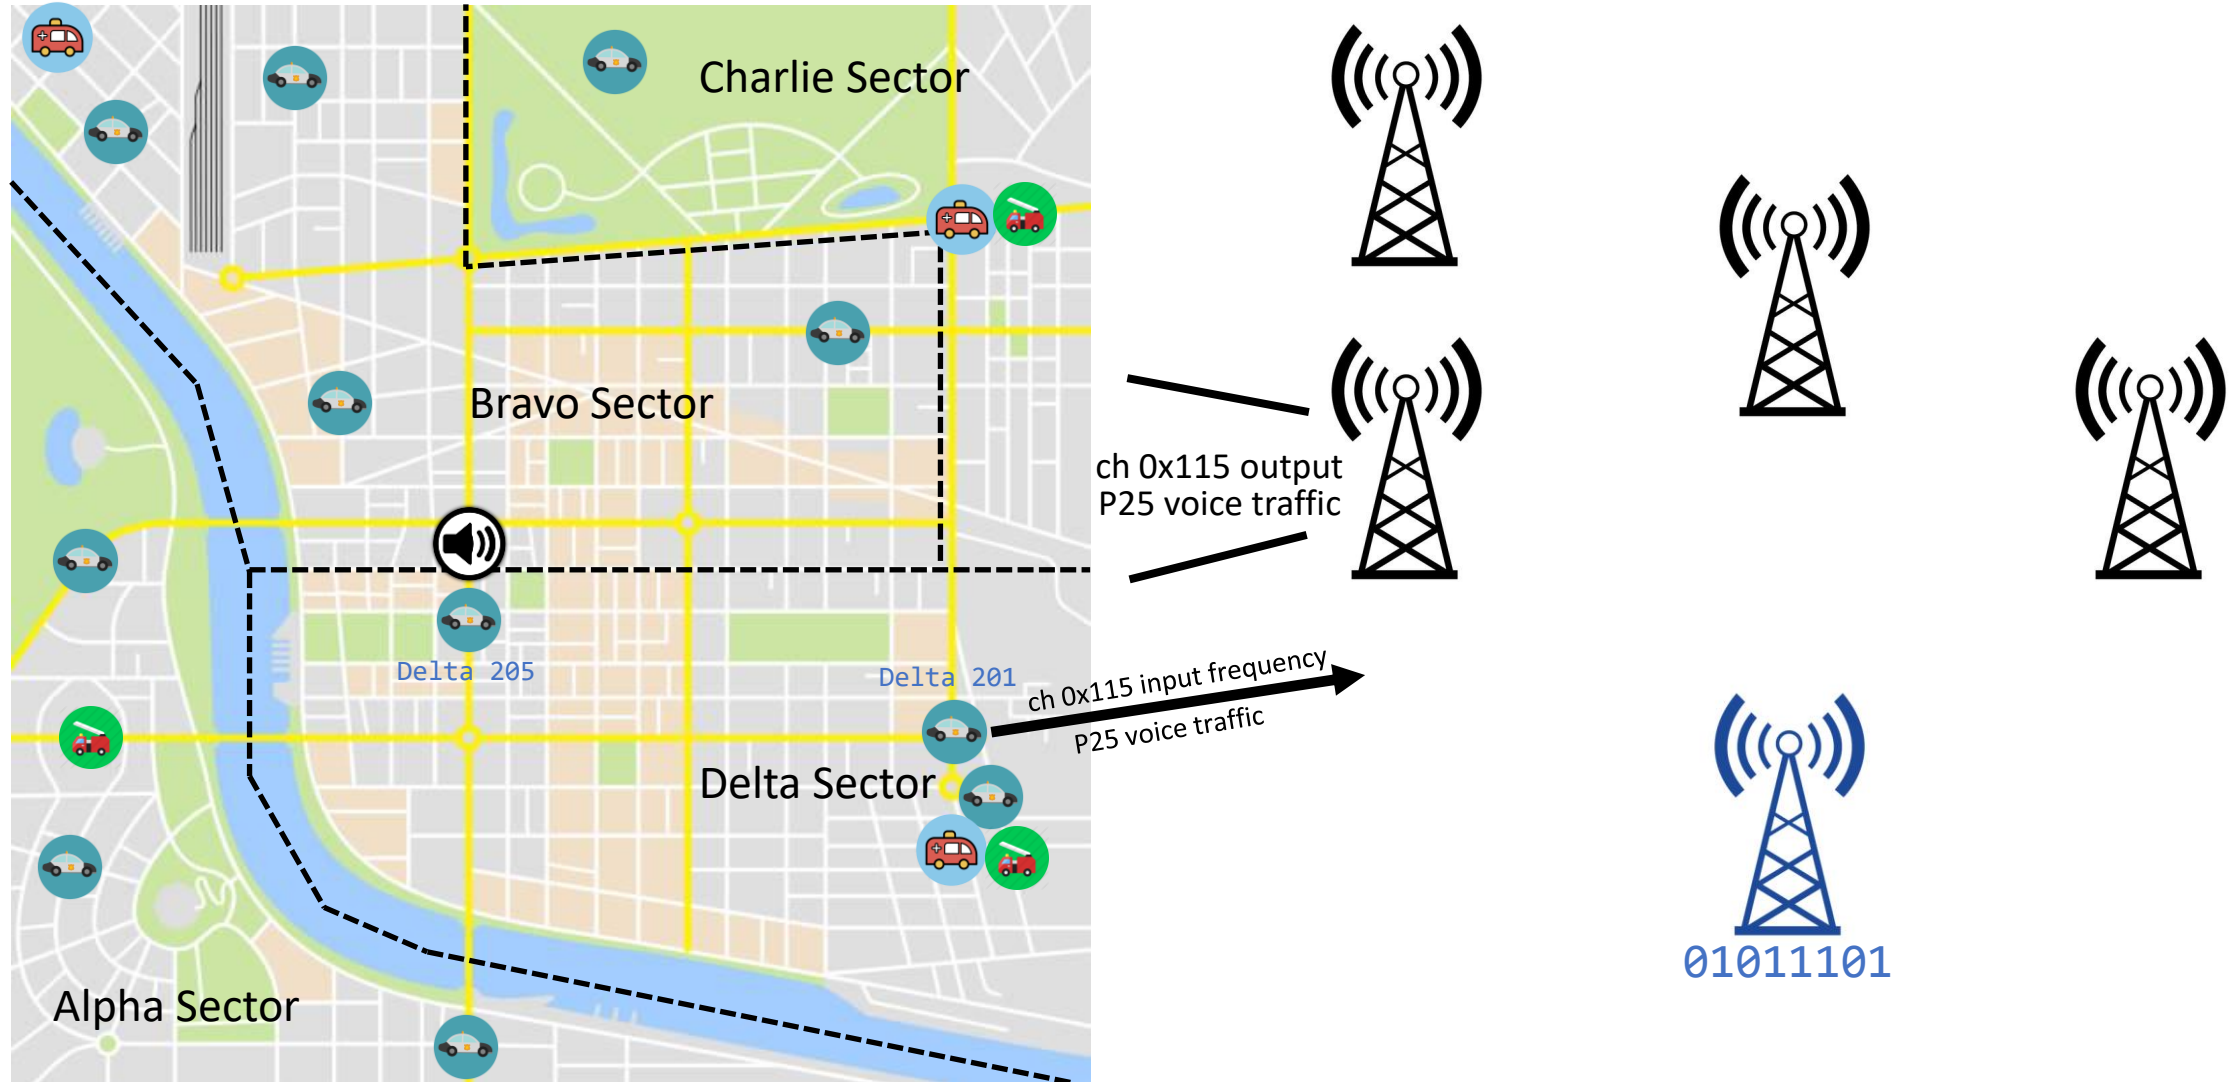 Charlie Sector
Bravo Sector
ch 0x115 output
P25 voice traffic
Delta 205
Delta 201
ch 0x115 input frequency
P25 voice traffic
Delta Sector
01011101
Alpha Sector